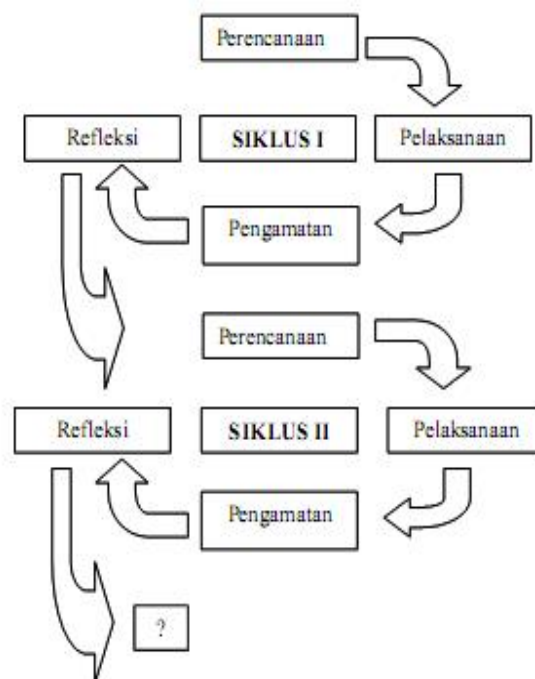 Perencanaan
Refleksi
SIKLUS I
Pelaksanaan
Pengamatan
Perencanaan
Refleksi
SIKLUS II
Pelaksanaan
Pengamatan
?